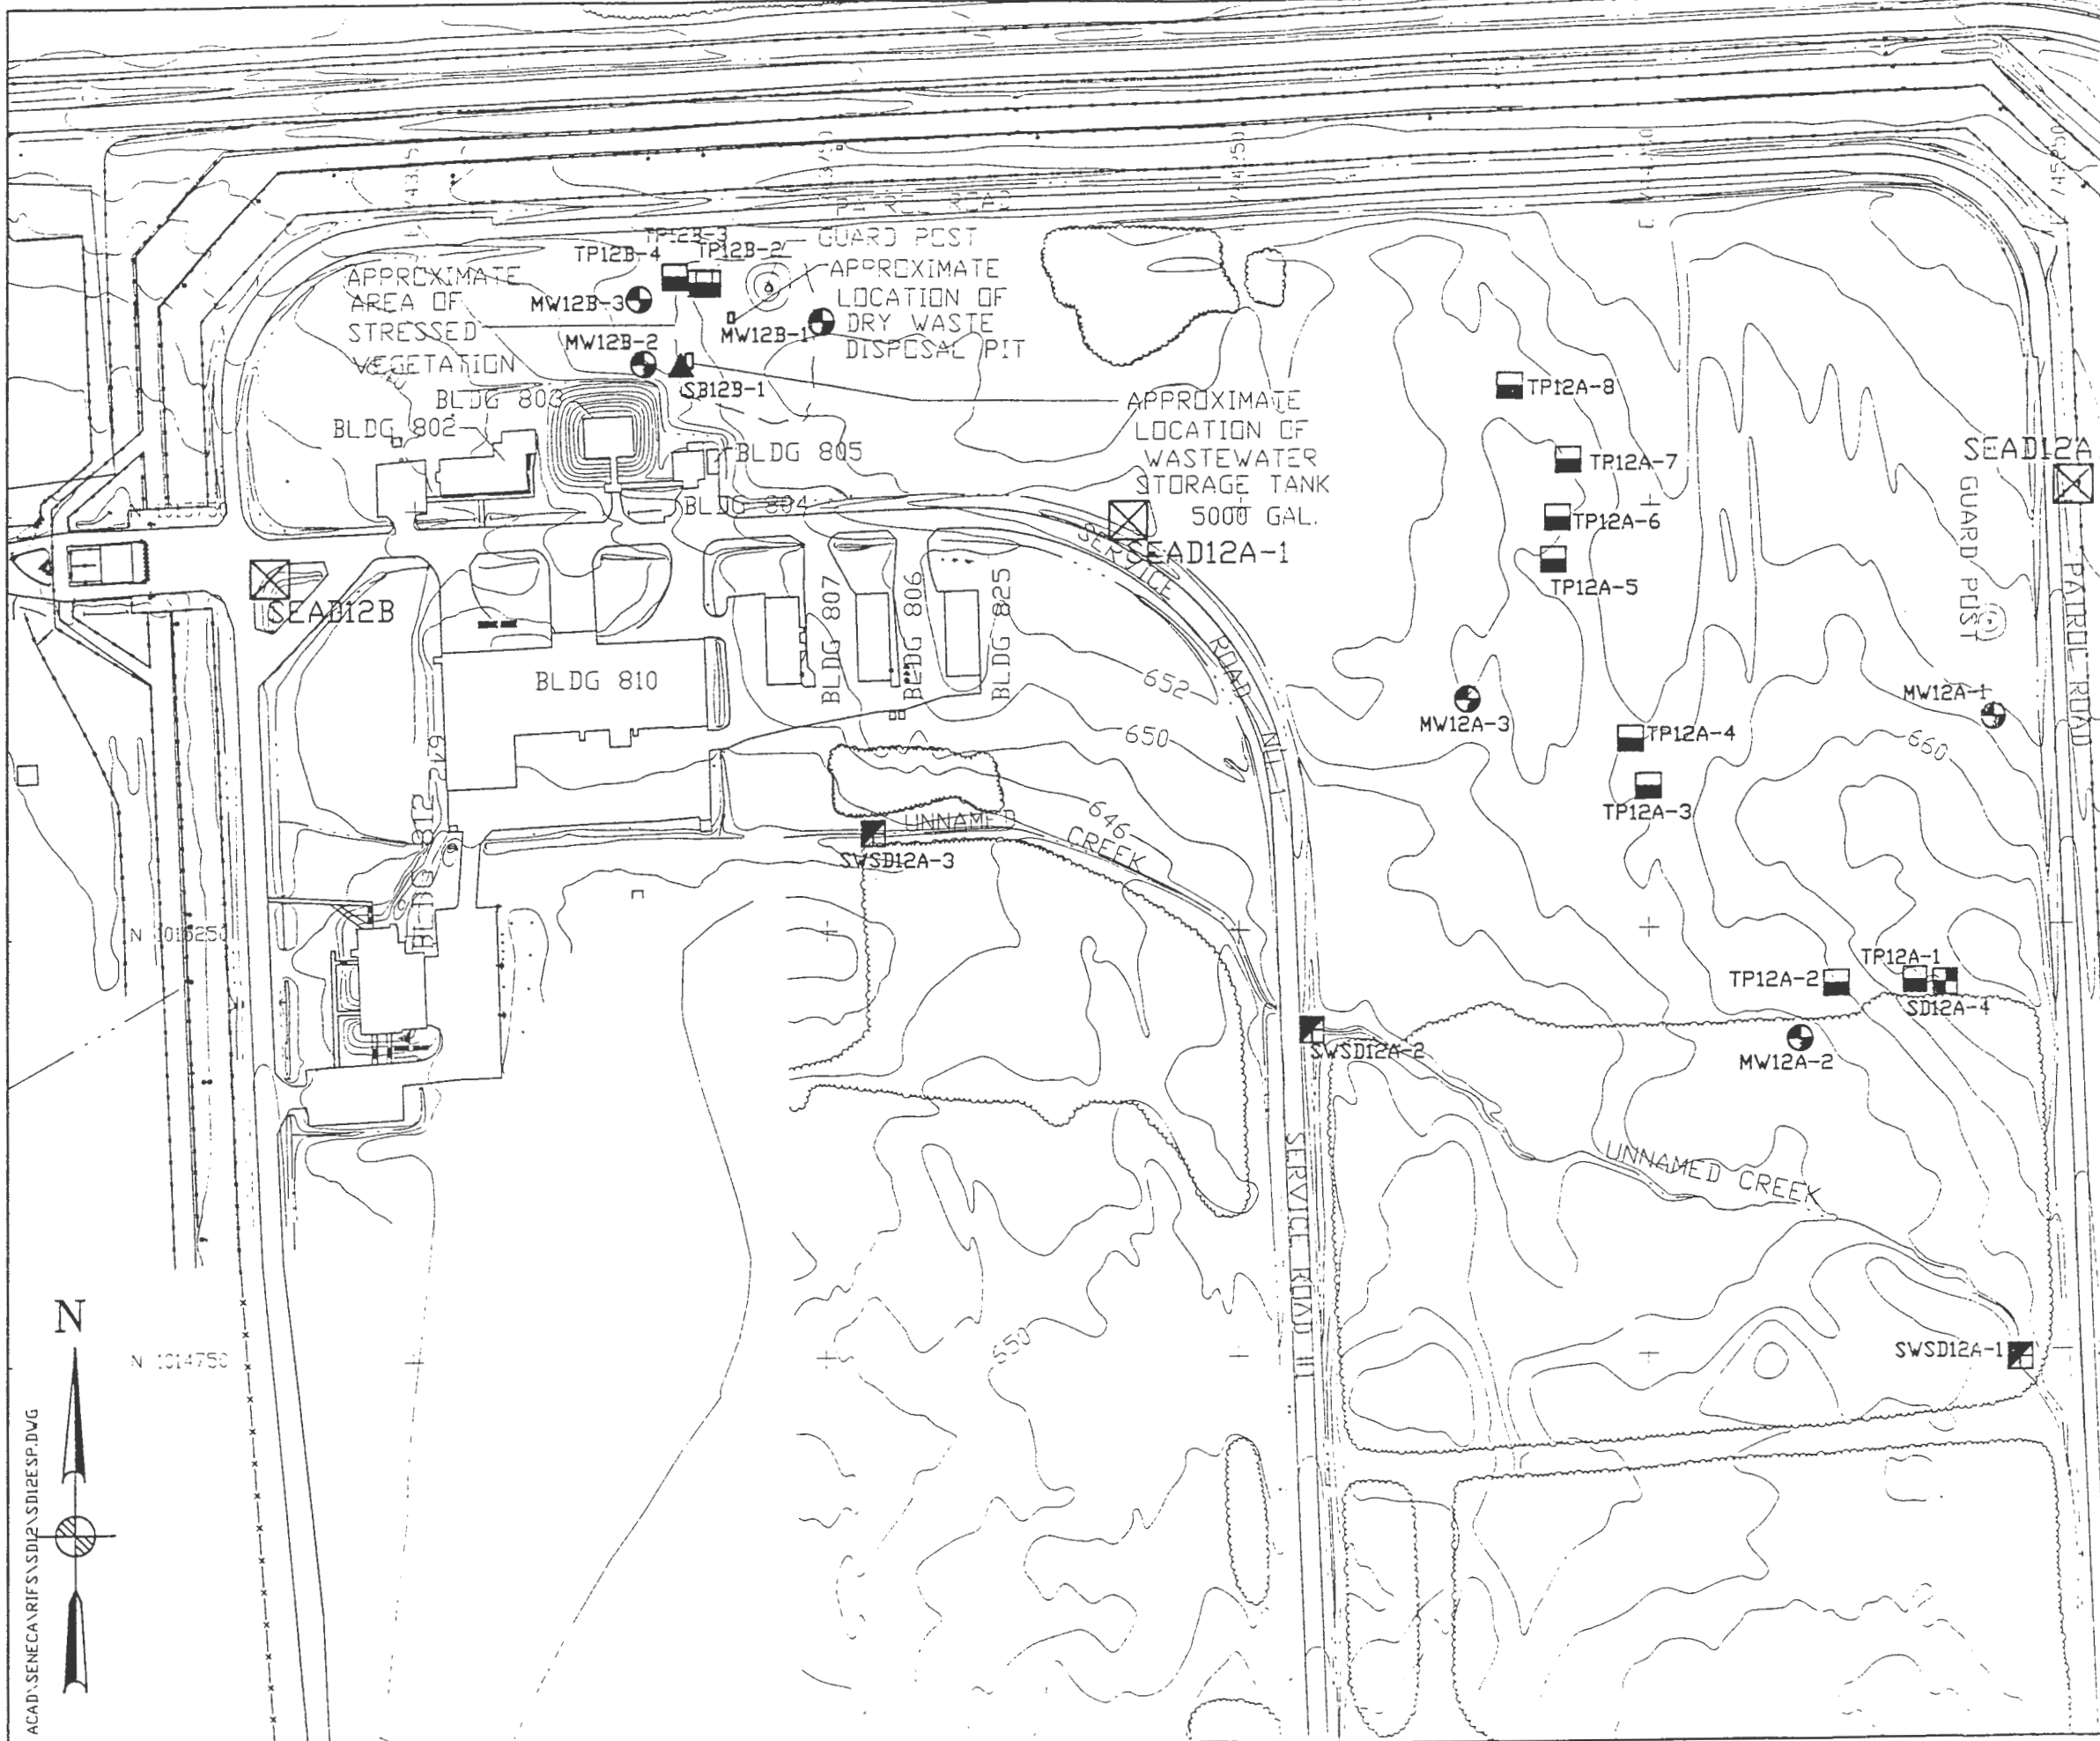 PATROL ROAD
TP12B-3
TP12B-4
TP12B-2
GUARD POST
APPROXIMATE
AREA OF
STRESSED
VEGETATION
MW12B-3
MW12B-2
MW12B-1
SB12B-1
APPROXIMATE
LOCATION OF
DRY WASTE
DISPOSAL PIT
APPROXIMATE
LOCATION OF
WASTEWATER
STORAGE TANK
5000 GAL.
BLDG 803
BLDG 802
BLDG 805
BLDG 804
SEAD12A-1
SEAD12B
SERVICE
ROAD
BLDG 810
BLDG 807
BLDG 806
BLDG 825
652
650
646
649
UNNAMED
CREEK
SWSD12A-3
BLDG 812
TP12A-8
TP12A-7
TP12A-6
TP12A-5
SEAD12A
GUARD POST
PATROL ROAD
MW12A-1
MW12A-3
TP12A-4
TP12A-3
660
TP12A-2
TP12A-1
SD12A-4
MW12A-2
SWSD12A-2
UNNAMED CREEK
SERVICE ROAD
SWSD12A-1
650
N
N 1014750
ACAD\SENECA\RIFS\SD12\SD12ESP.DWG